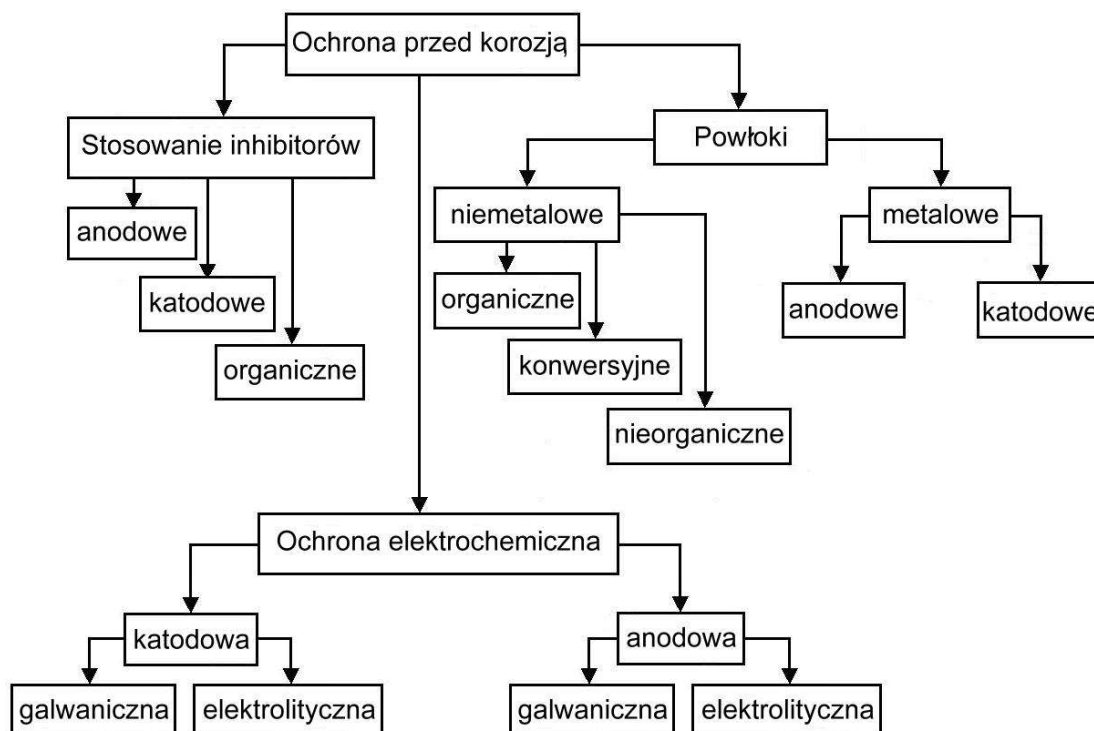 Ochrona przed korozją
Stosowanie inhibitorów
anodowe
katodowe
organiczne
Powłoki
niemetalowe
organiczne
konwersyjne
nieorganiczne
metalowe
anodowe
katodowe
Ochrona elektrochemiczna
katodowa
galwaniczna
elektrolityczna
anodowa
galwaniczna
elektrolityczna